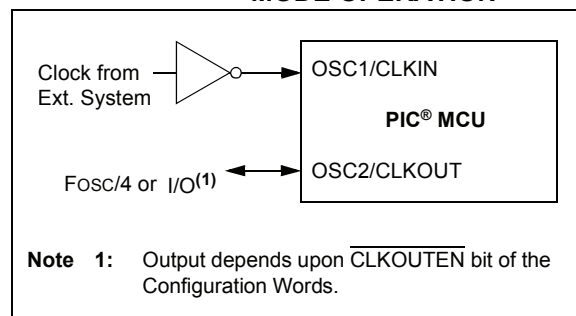 MODE OPERATION
Clock from
Ext. System
OSC1/CLKIN
PIC® MCU
FOSC/4 or I/O(1)
OSC2/CLKOUT
Note 1: Output depends upon CLKOUTEN bit of the
Configuration Words.